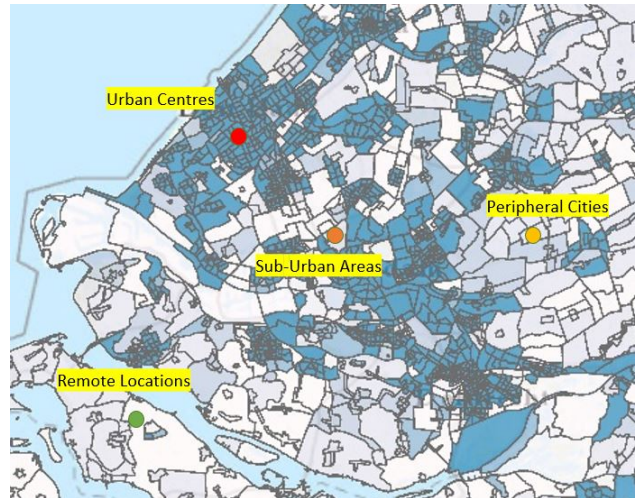 Urban Centres
Peripheral Cities
Sub-Urban Areas
Remote Locations